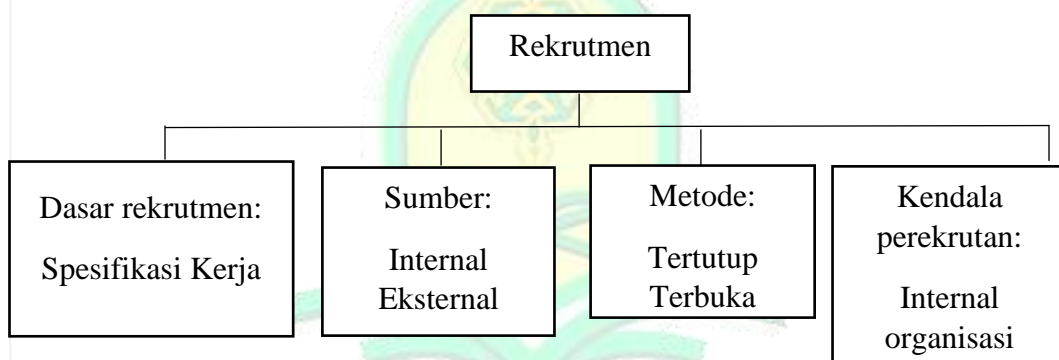 Rekrutmen
Dasar rekrutmen:
Spesifikasi Kerja
Sumber:
Internal
Eksternal
Metode:
Tertutup
Terbuka
Kendala
perekrutan:
Internal
organisasi